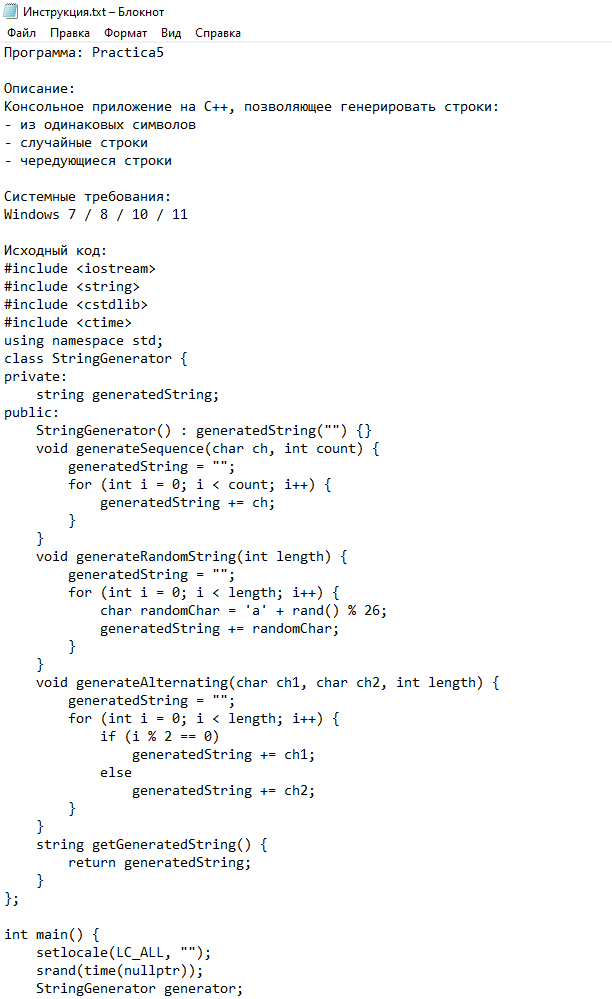 Инструкция.txt – Блокнот
Файл Правка Формат Вид Справка
Программа: Practica5

Описание:
Консольное приложение на C++, позволяющее генерировать строки:
- из одинаковых символов
- случайные строки
- чередующиеся строки

Системные требования:
Windows 7 / 8 / 10 / 11

Исходный код:
#include <iostream>
#include <string>
#include <cstdlib>
#include <ctime>
using namespace std;
class StringGenerator {
private:
    string generatedString;
public:
    StringGenerator() : generatedString("") {}
    void generateSequence(char ch, int count) {
        generatedString = "";
        for (int i = 0; i < count; i++) {
            generatedString += ch;
        }
    }
    void generateRandomString(int length) {
        generatedString = "";
        for (int i = 0; i < length; i++) {
            char randomChar = 'a' + rand() % 26;
            generatedString += randomChar;
        }
    }
    void generateAlternating(char ch1, char ch2, int length) {
        generatedString = "";
        for (int i = 0; i < length; i++) {
            if (i % 2 == 0)
                generatedString += ch1;
            else
                generatedString += ch2;
        }
    }
    string getGeneratedString() {
        return generatedString;
    }
};

int main() {
    setlocale(LC_ALL, "");
    srand(time(nullptr));
    StringGenerator generator;